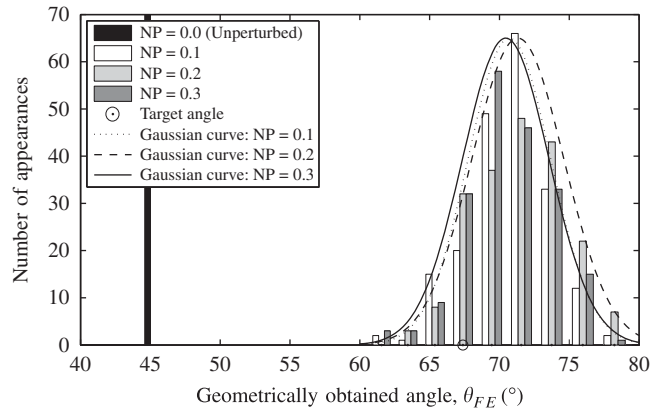 70
60
50
40
30
20
10
0
Number of appearances
NP = 0.0 (Unperturbed)
NP = 0.1
NP = 0.2
NP = 0.3
Target angle
Gaussian curve: NP = 0.1
Gaussian curve: NP = 0.2
Gaussian curve: NP = 0.3
40 45 50 55 60 65 70 75 80
Geometrically obtained angle, θFE (°)